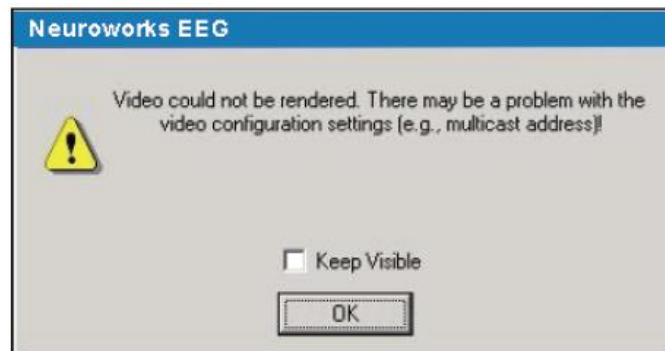 Neuroworks EEG
Video could not be rendered. There may be a problem with the
video configuration settings (e.g., multicast address)!
Keep Visible
OK